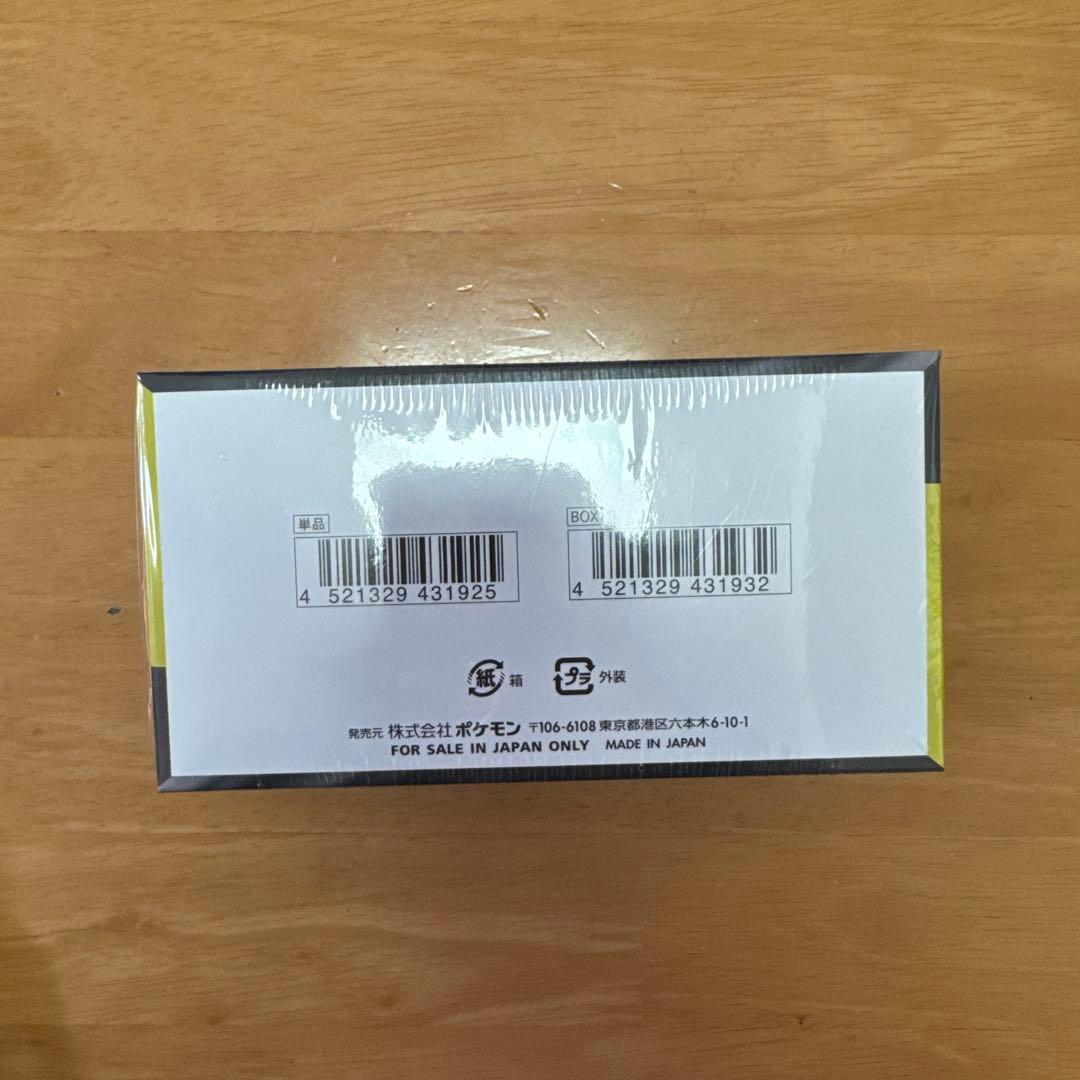 単品
BOX
4 521329 431925
4 521329 431932
紙 箱
プラ 外装
発売元 株式会社 ポケモン 〒106-6108 東京都港区六本木6-10-1
FOR SALE IN JAPAN ONLY MADE IN JAPAN